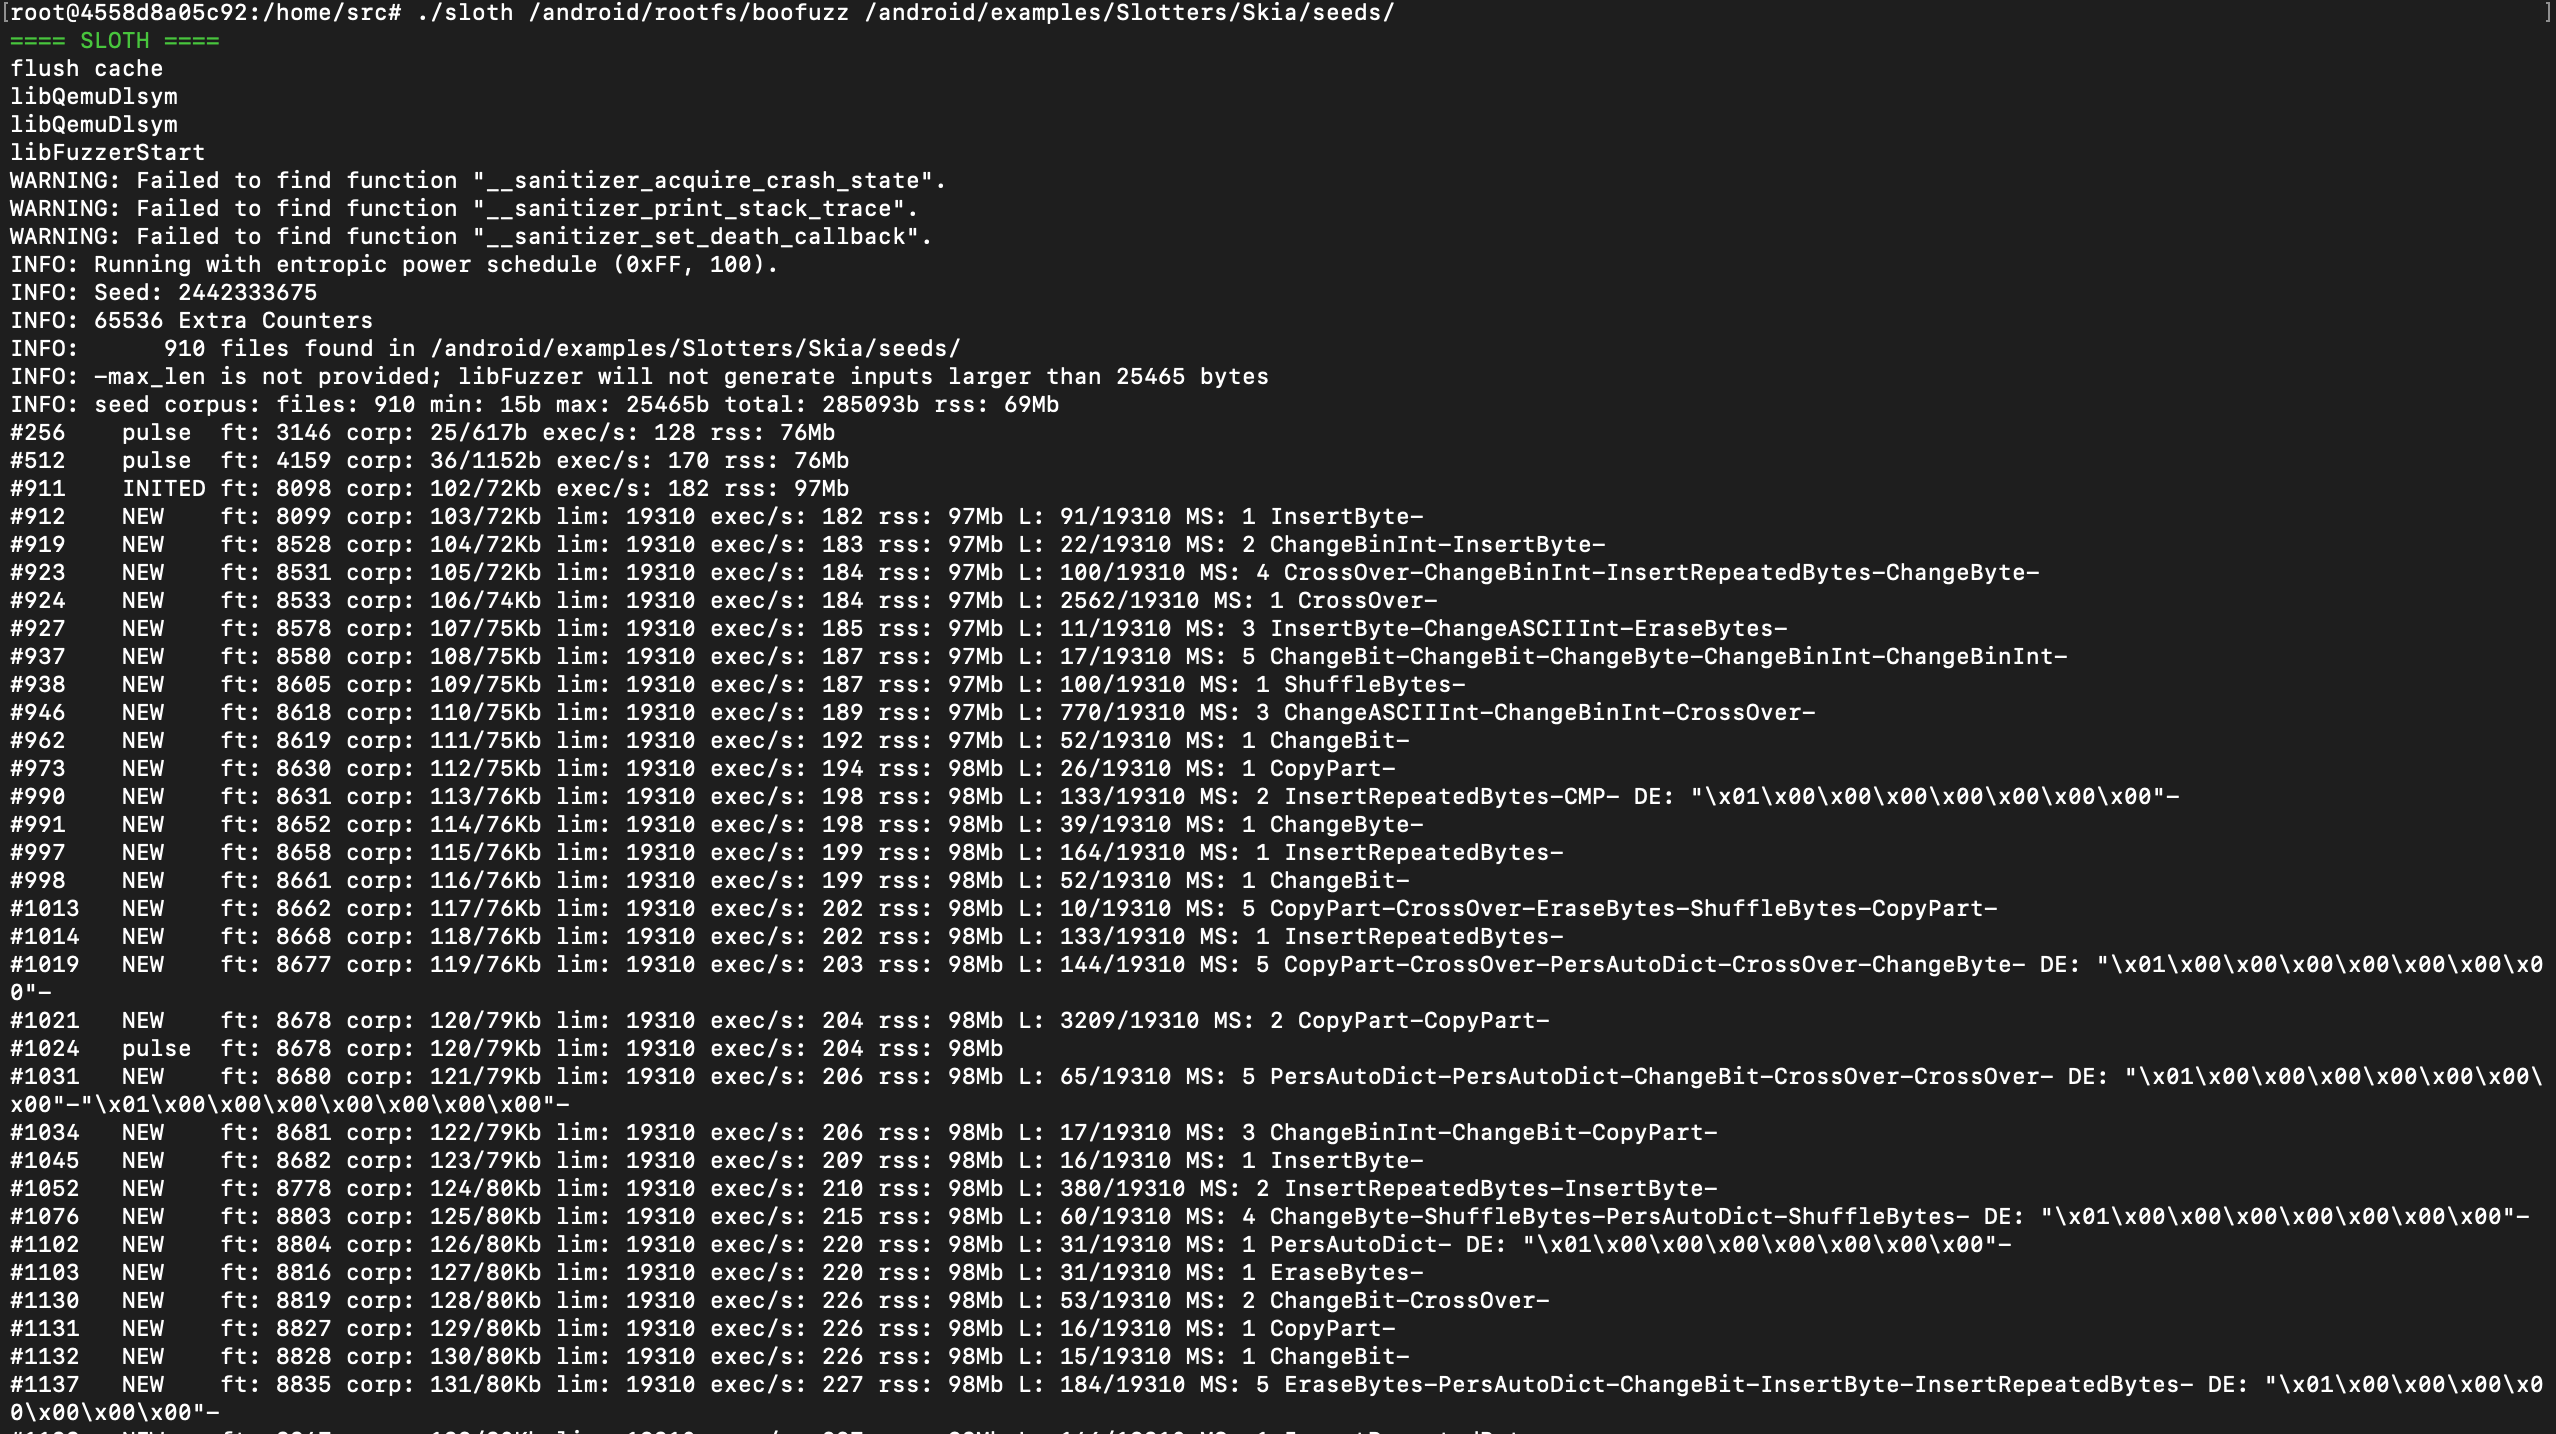 [root@4558d8a05c92:/home/src# ./sloth /android/rootfs/boofuzz /android/examples/Slotters/Skia/seeds/ ]
==== SLOTH ====
flush cache
libQemuDlsym
libQemuDlsym
libFuzzerStart
WARNING: Failed to find function "__sanitizer_acquire_crash_state".
WARNING: Failed to find function "__sanitizer_print_stack_trace".
WARNING: Failed to find function "__sanitizer_set_death_callback".
INFO: Running with entropic power schedule (0xFF, 100).
INFO: Seed: 2442333675
INFO: 65536 Extra Counters
INFO:      910 files found in /android/examples/Slotters/Skia/seeds/
INFO: -max_len is not provided; libFuzzer will not generate inputs larger than 25465 bytes
INFO: seed corpus: files: 910 min: 15b max: 25465b total: 285093b rss: 69Mb
#256    pulse  ft: 3146 corp: 25/617b exec/s: 128 rss: 76Mb
#512    pulse  ft: 4159 corp: 36/1152b exec/s: 170 rss: 76Mb
#911    INITED ft: 8098 corp: 102/72Kb exec/s: 182 rss: 97Mb
#912    NEW    ft: 8099 corp: 103/72Kb lim: 19310 exec/s: 182 rss: 97Mb L: 91/19310 MS: 1 InsertByte-
#919    NEW    ft: 8528 corp: 104/72Kb lim: 19310 exec/s: 183 rss: 97Mb L: 22/19310 MS: 2 ChangeBinInt-InsertByte-
#923    NEW    ft: 8531 corp: 105/72Kb lim: 19310 exec/s: 184 rss: 97Mb L: 100/19310 MS: 4 CrossOver-ChangeBinInt-InsertRepeatedBytes-ChangeByte-
#924    NEW    ft: 8533 corp: 106/74Kb lim: 19310 exec/s: 184 rss: 97Mb L: 2562/19310 MS: 1 CrossOver-
#927    NEW    ft: 8578 corp: 107/75Kb lim: 19310 exec/s: 185 rss: 97Mb L: 11/19310 MS: 3 InsertByte-ChangeASCIIInt-EraseBytes-
#937    NEW    ft: 8580 corp: 108/75Kb lim: 19310 exec/s: 187 rss: 97Mb L: 17/19310 MS: 5 ChangeBit-ChangeBit-ChangeByte-ChangeBinInt-ChangeBinInt-
#938    NEW    ft: 8605 corp: 109/75Kb lim: 19310 exec/s: 187 rss: 97Mb L: 100/19310 MS: 1 ShuffleBytes-
#946    NEW    ft: 8618 corp: 110/75Kb lim: 19310 exec/s: 189 rss: 97Mb L: 770/19310 MS: 3 ChangeASCIIInt-ChangeBinInt-CrossOver-
#962    NEW    ft: 8619 corp: 111/75Kb lim: 19310 exec/s: 192 rss: 97Mb L: 52/19310 MS: 1 ChangeBit-
#973    NEW    ft: 8630 corp: 112/75Kb lim: 19310 exec/s: 194 rss: 98Mb L: 26/19310 MS: 1 CopyPart-
#990    NEW    ft: 8631 corp: 113/76Kb lim: 19310 exec/s: 198 rss: 98Mb L: 133/19310 MS: 2 InsertRepeatedBytes-CMP- DE: "\x01\x00\x00\x00\x00\x00\x00\x00"-
#991    NEW    ft: 8652 corp: 114/76Kb lim: 19310 exec/s: 198 rss: 98Mb L: 39/19310 MS: 1 ChangeByte-
#997    NEW    ft: 8658 corp: 115/76Kb lim: 19310 exec/s: 199 rss: 98Mb L: 164/19310 MS: 1 InsertRepeatedBytes-
#998    NEW    ft: 8661 corp: 116/76Kb lim: 19310 exec/s: 199 rss: 98Mb L: 52/19310 MS: 1 ChangeBit-
#1013   NEW    ft: 8662 corp: 117/76Kb lim: 19310 exec/s: 202 rss: 98Mb L: 10/19310 MS: 5 CopyPart-CrossOver-EraseBytes-ShuffleBytes-CopyPart-
#1014   NEW    ft: 8668 corp: 118/76Kb lim: 19310 exec/s: 202 rss: 98Mb L: 133/19310 MS: 1 InsertRepeatedBytes-
#1019   NEW    ft: 8677 corp: 119/76Kb lim: 19310 exec/s: 203 rss: 98Mb L: 144/19310 MS: 5 CopyPart-CrossOver-PersAutoDict-CrossOver-ChangeByte- DE: "\x01\x00\x00\x00\x00\x00\x00\x0
0"-
#1021   NEW    ft: 8678 corp: 120/79Kb lim: 19310 exec/s: 204 rss: 98Mb L: 3209/19310 MS: 2 CopyPart-CopyPart-
#1024   pulse  ft: 8678 corp: 120/79Kb lim: 19310 exec/s: 204 rss: 98Mb
#1031   NEW    ft: 8680 corp: 121/79Kb lim: 19310 exec/s: 206 rss: 98Mb L: 65/19310 MS: 5 PersAutoDict-PersAutoDict-ChangeBit-CrossOver-CrossOver- DE: "\x01\x00\x00\x00\x00\x00\x00\
x00"-"\x01\x00\x00\x00\x00\x00\x00\x00"-
#1034   NEW    ft: 8681 corp: 122/79Kb lim: 19310 exec/s: 206 rss: 98Mb L: 17/19310 MS: 3 ChangeBinInt-ChangeBit-CopyPart-
#1045   NEW    ft: 8682 corp: 123/79Kb lim: 19310 exec/s: 209 rss: 98Mb L: 16/19310 MS: 1 InsertByte-
#1052   NEW    ft: 8778 corp: 124/80Kb lim: 19310 exec/s: 210 rss: 98Mb L: 380/19310 MS: 2 InsertRepeatedBytes-InsertByte-
#1076   NEW    ft: 8803 corp: 125/80Kb lim: 19310 exec/s: 215 rss: 98Mb L: 60/19310 MS: 4 ChangeByte-ShuffleBytes-PersAutoDict-ShuffleBytes- DE: "\x01\x00\x00\x00\x00\x00\x00\x00"-
#1102   NEW    ft: 8804 corp: 126/80Kb lim: 19310 exec/s: 220 rss: 98Mb L: 31/19310 MS: 1 PersAutoDict- DE: "\x01\x00\x00\x00\x00\x00\x00\x00"-
#1103   NEW    ft: 8816 corp: 127/80Kb lim: 19310 exec/s: 220 rss: 98Mb L: 31/19310 MS: 1 EraseBytes-
#1130   NEW    ft: 8819 corp: 128/80Kb lim: 19310 exec/s: 226 rss: 98Mb L: 53/19310 MS: 2 ChangeBit-CrossOver-
#1131   NEW    ft: 8827 corp: 129/80Kb lim: 19310 exec/s: 226 rss: 98Mb L: 16/19310 MS: 1 CopyPart-
#1132   NEW    ft: 8828 corp: 130/80Kb lim: 19310 exec/s: 226 rss: 98Mb L: 15/19310 MS: 1 ChangeBit-
#1137   NEW    ft: 8835 corp: 131/80Kb lim: 19310 exec/s: 227 rss: 98Mb L: 184/19310 MS: 5 EraseBytes-PersAutoDict-ChangeBit-InsertByte-InsertRepeatedBytes- DE: "\x01\x00\x00\x00\x0
0\x00\x00\x00"-